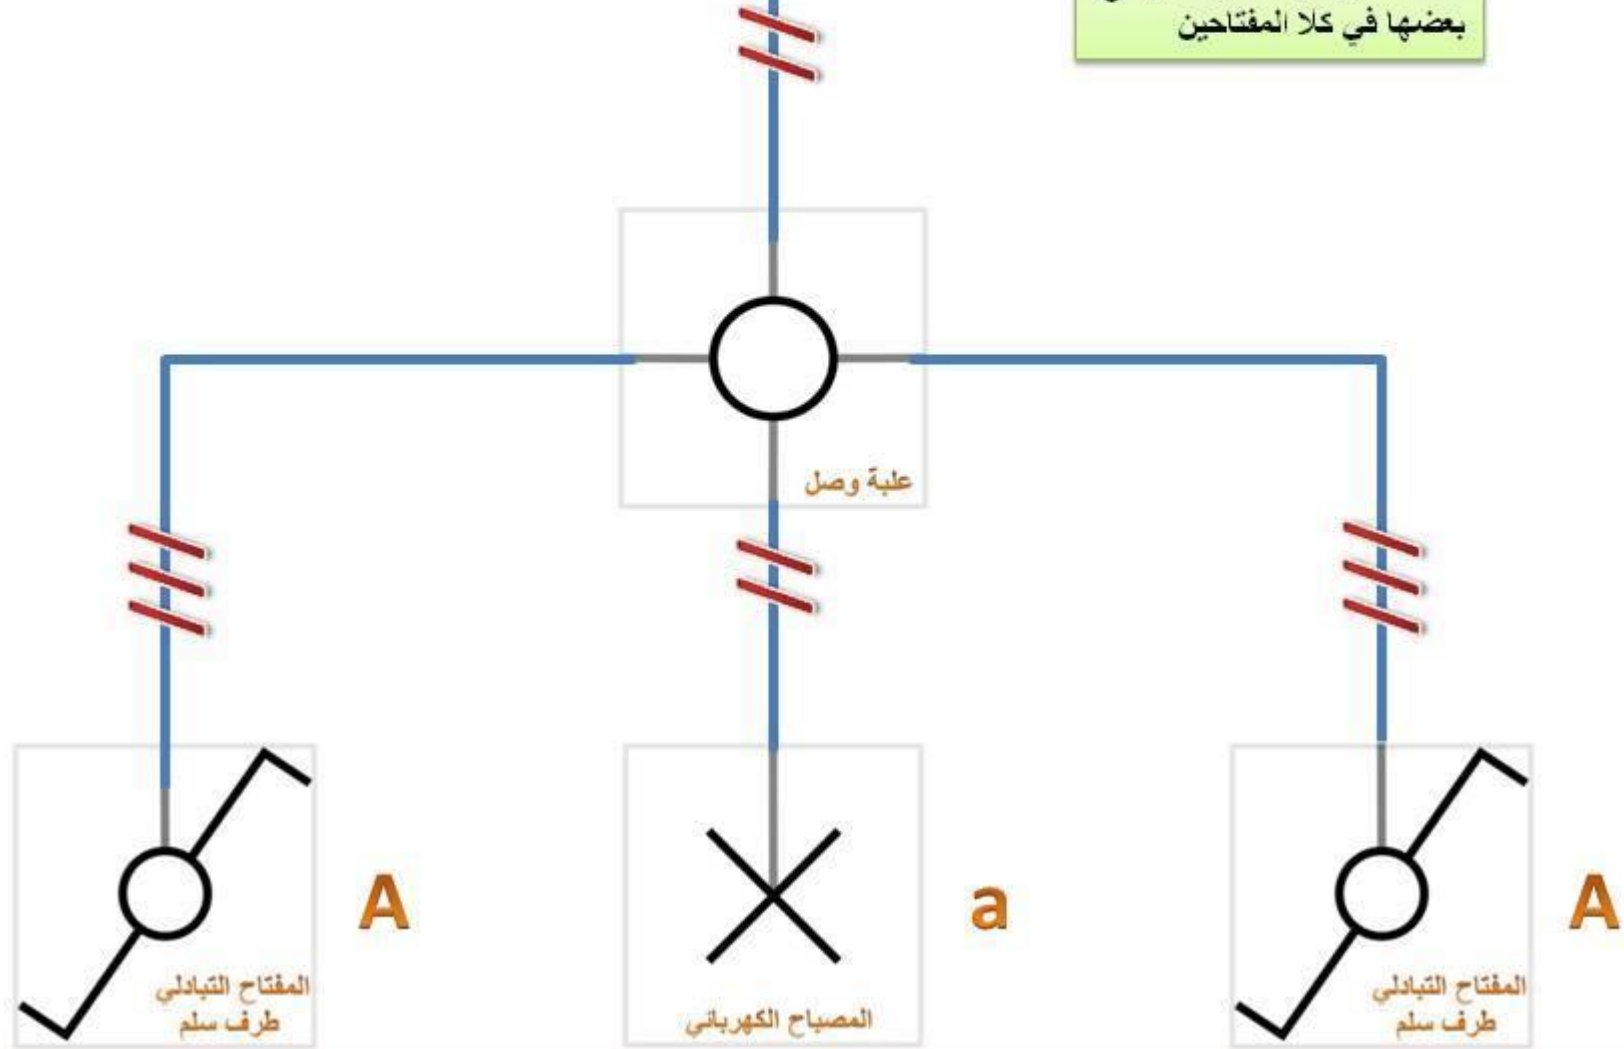 بعضها في كلا المفتاحين
علبة وصل
A
a
A
المفتاح التبادلي
طرف سلم
المصباح الكهربائي
المفتاح التبادلي
طرف سلم